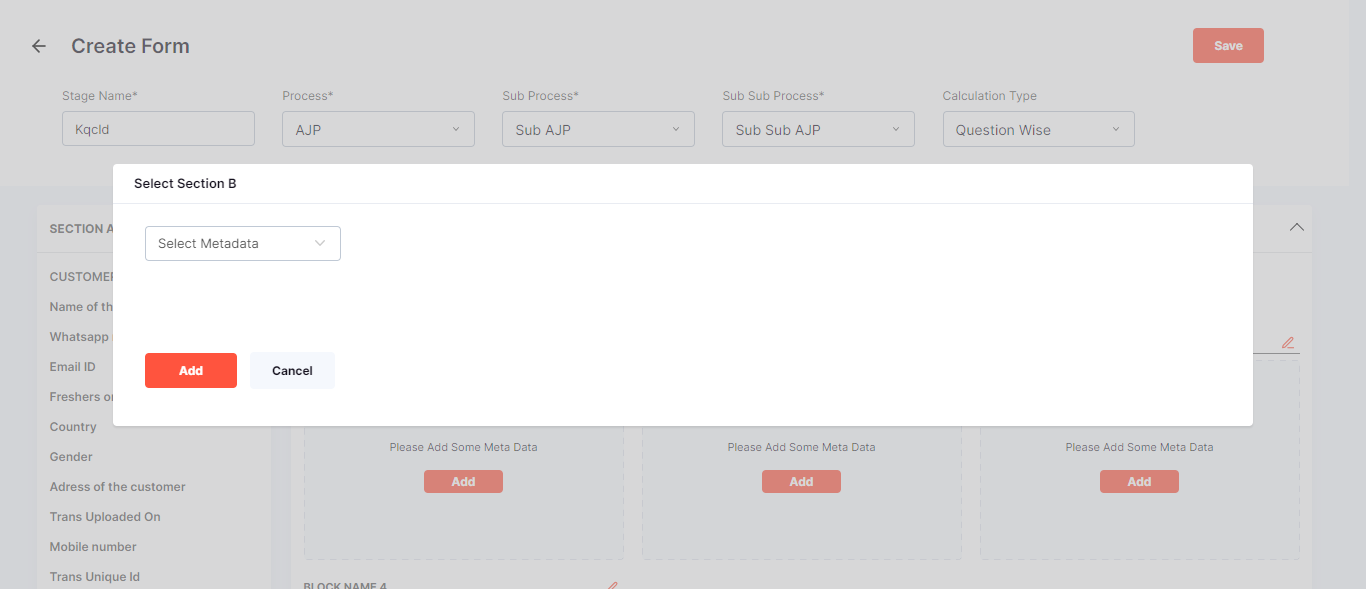 Create Form
Save
Stage Name*
Process*
Sub Process*
Sub Sub Process*
Calculation Type
Kqcld
AJP
Sub AJP
Sub Sub AJP
Question Wise
Select Section B
Select Metadata
Add
Cancel
SECTION A
CUSTOMER
Name of th
Whatsapp
Email ID
Freshers o
Country
Gender
Adress of the customer
Trans Uploaded On
Mobile number
Trans Unique Id
Please Add Some Meta Data
Add
Please Add Some Meta Data
Add
Please Add Some Meta Data
Add
BLOCK NAME 4